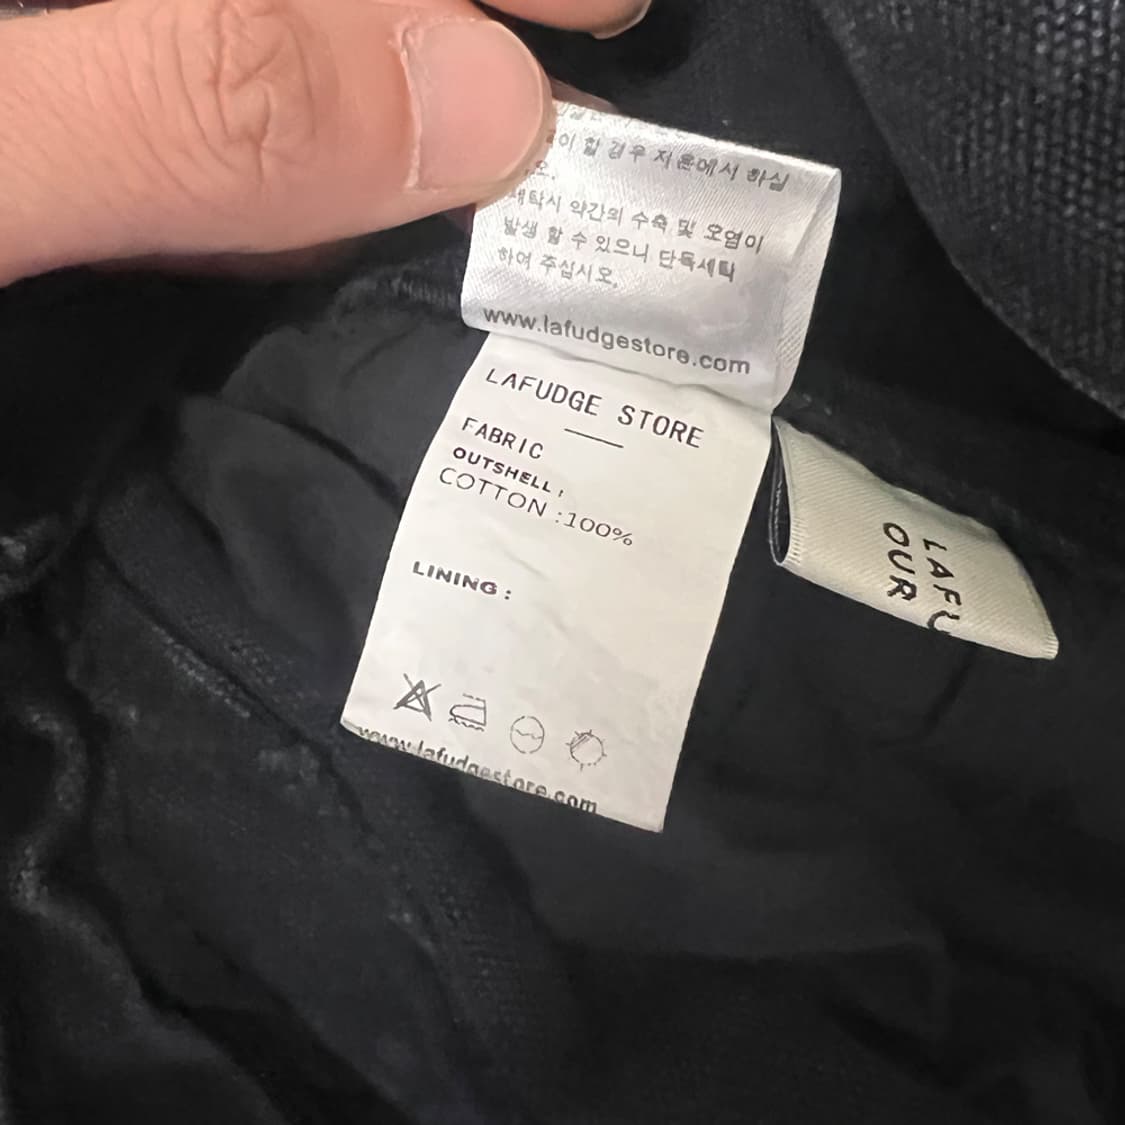 이 할 경우 저온에서 하십
오.
세탁시 약간의 수축 및 오염이
발생 할 수 있으니 단독세탁
하여 주십시오.
www.lafudgestore.com
LAFUDGE STORE
FABRIC
OUTSHELL :
COTTON :100%
LINING :
www.lafudgestore.com
LAFU
OUR